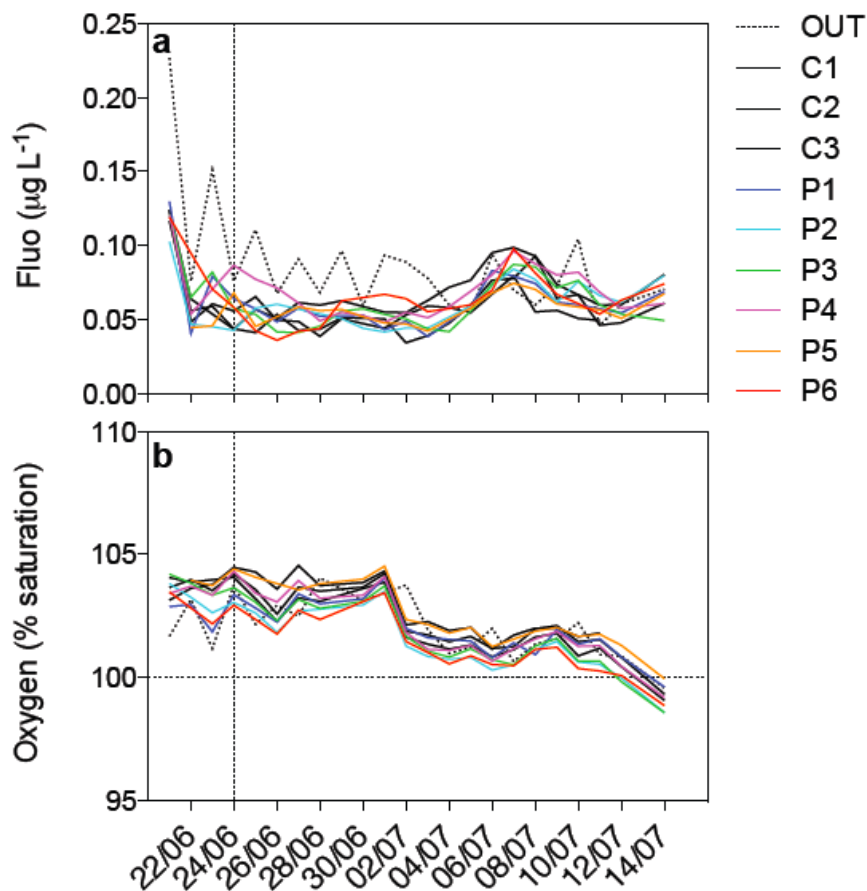 a
Fluo (µg L-1)
0.25
0.20
0.15
0.10
0.05
0.00
OUT
C1
C2
C3
P1
P2
P3
P4
P5
P6
b
Oxygen (% saturation)
110
105
100
95
22/06
24/06
26/06
28/06
30/06
02/07
04/07
06/07
08/07
10/07
12/07
14/07